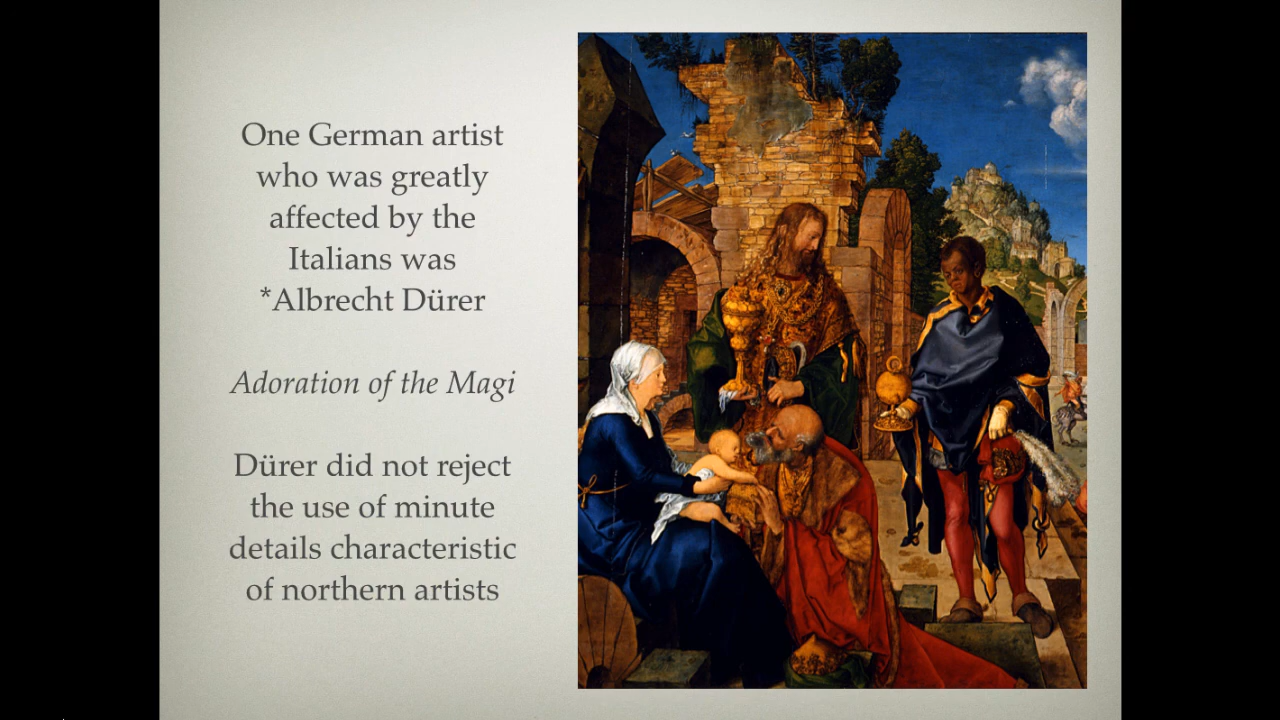 One German artist
who was greatly
affected by the
Italians was
*Albrecht Dürer
Adoration of the Magi
Dürer did not reject
the use of minute
details characteristic
of northern artists